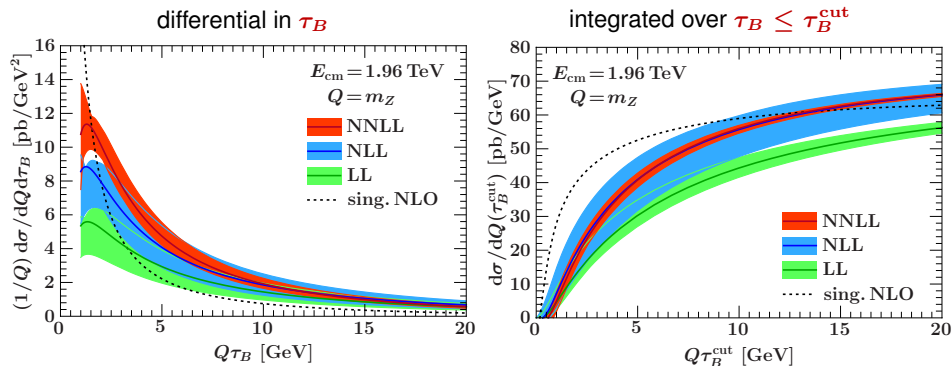 differential in τ_B
integrated over τ_B ≤ τ_B^cut
(1/Q) dσ/dQdτ_B [pb/GeV²]
16
14
12
10
8
6
4
2
0
E_cm = 1.96 TeV
Q = m_Z
NNLL
NLL
LL
sing. NLO
0
5
10
15
20
Qτ_B [GeV]
dσ/dQ(τ_B^cut) [pb/GeV]
80
70
60
50
40
30
20
10
0
E_cm = 1.96 TeV
Q = m_Z
NNLL
NLL
LL
sing. NLO
0
5
10
15
20
Qτ_B^cut [GeV]